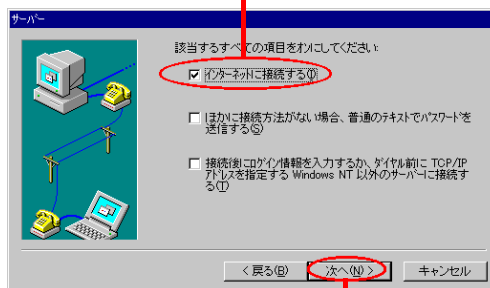 サーバー
該当するすべての項目をオンにしてください:
インターネットに接続する(I)
ほかに接続方法がない場合、普通のテキストでパスワードを
送信する(S)
接続後にログイン情報を入力するか、ダイヤル前に TCP/IP
アドレスを指定する Windows NT 以外のサーバーに接続す
る(T)
< 戻る(B)
次へ(N) >
キャンセル